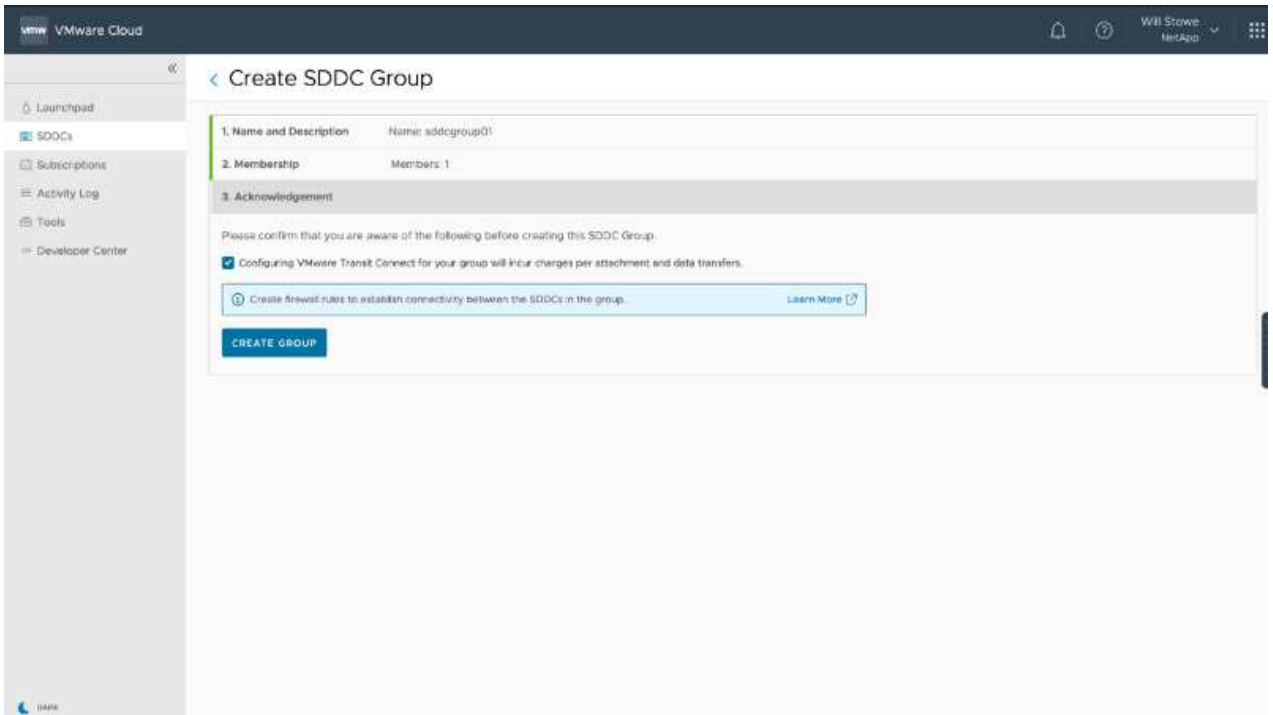 vmw VMware Cloud
Will Stowe
NetApp
Launchpad
SDDCs
Subscriptions
Activity Log
Tools
Developer Center
DARK
Create SDDC Group
1. Name and Description Name: sddcgroup01
2. Membership Members: 1
3. Acknowledgement
Please confirm that you are aware of the following before creating this SDDC Group.
Configuring VMware Transit Connect for your group will incur charges per attachment and data transfers.
Create firewall rules to establish connectivity between the SDDCs in the group. Learn More
CREATE GROUP